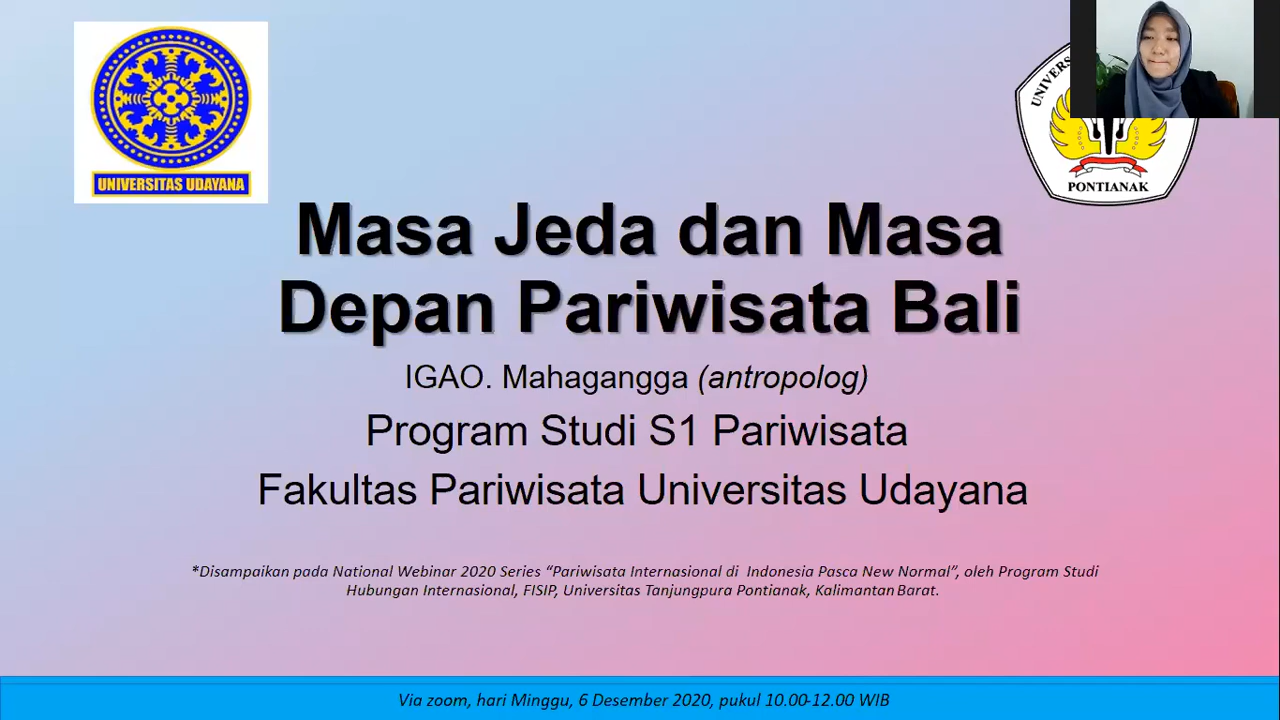 UNIVERSITAS UDAYANA
PONTIANAK
Masa Jeda dan Masa
Depan Pariwisata Bali
IGAO. Mahagangga (antropolog)
Program Studi S1 Pariwisata
Fakultas Pariwisata Universitas Udayana
*Disampaikan pada National Webinar 2020 Series “Pariwisata Internasional di Indonesia Pasca New Normal”, oleh Program Studi
Hubungan Internasional, FISIP, Universitas Tanjungpura Pontianak, Kalimantan Barat.
Via zoom, hari Minggu, 6 Desember 2020, pukul 10.00-12.00 WIB